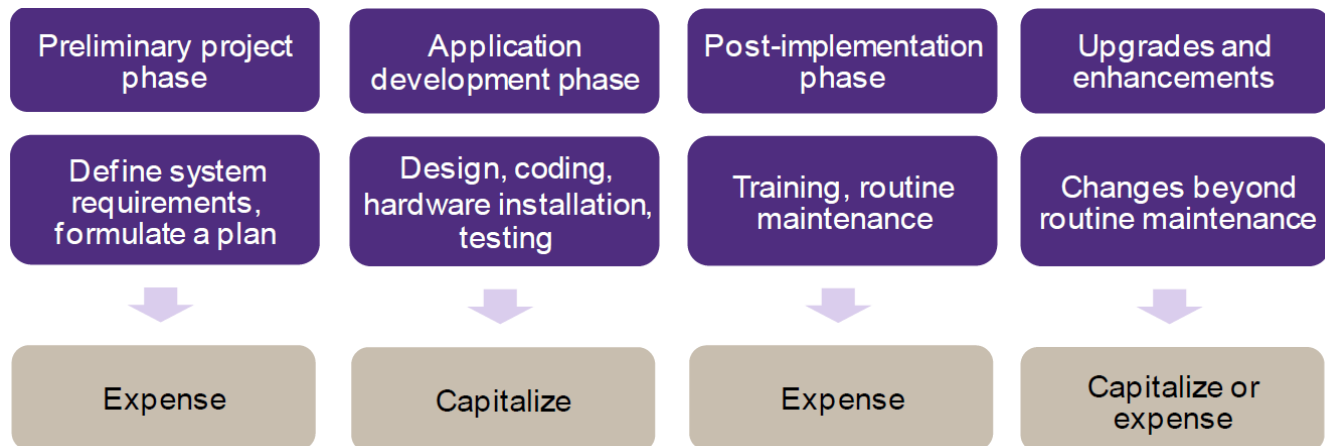 Preliminary project
phase
Application
development phase
Post-implementation
phase
Upgrades and
enhancements
Define system
requirements,
formulate a plan
Design, coding,
hardware installation,
testing
Training, routine
maintenance
Changes beyond
routine maintenance
Expense
Capitalize
Expense
Capitalize or
expense